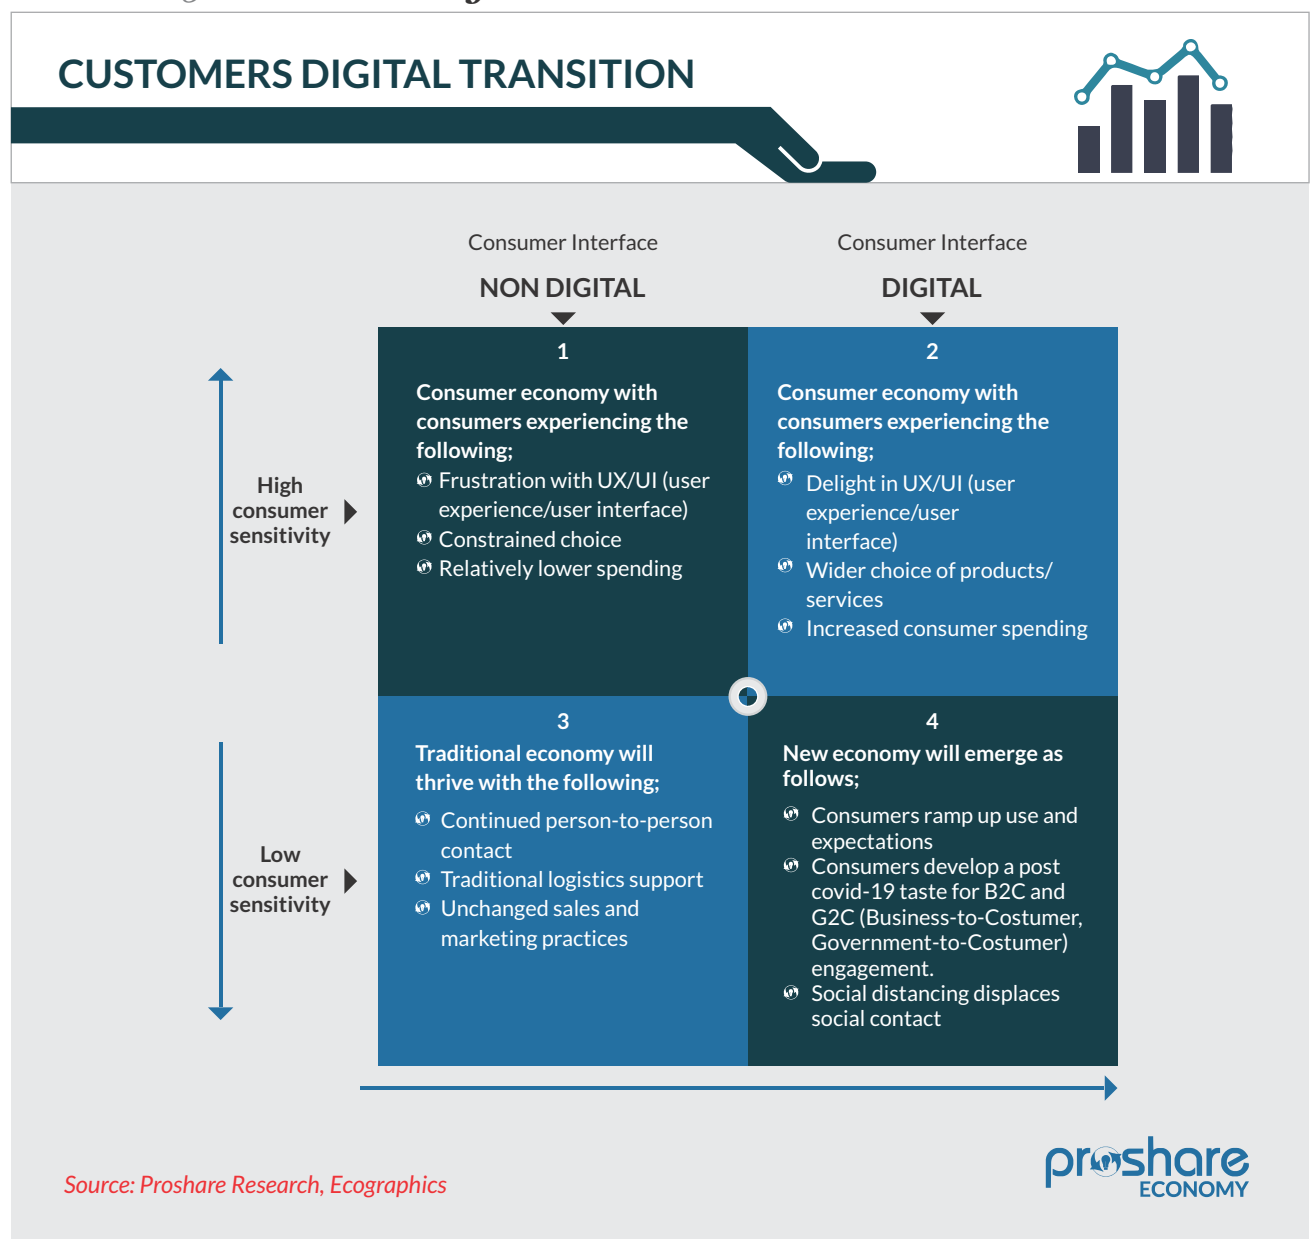 CUSTOMERS DIGITAL TRANSITION
Consumer Interface
NON DIGITAL
Consumer Interface
DIGITAL
High
consumer
sensitivity
1
Consumer economy with
consumers experiencing the
following;
Frustration with UX/UI (user
experience/user interface)
Constrained choice
Relatively lower spending
2
Consumer economy with
consumers experiencing the
following;
Delight in UX/UI (user
experience/user
interface)
Wider choice of products/
services
Increased consumer spending
Low
consumer
sensitivity
3
Traditional economy will
thrive with the following;
Continued person-to-person
contact
Traditional logistics support
Unchanged sales and
marketing practices
4
New economy will emerge as
follows;
Consumers ramp up use and
expectations
Consumers develop a post
covid-19 taste for B2C and
G2C (Business-to-Costumer,
Government-to-Costumer)
engagement.
Social distancing displaces
social contact
Source: Proshare Research, Ecographics
proshare
ECONOMY